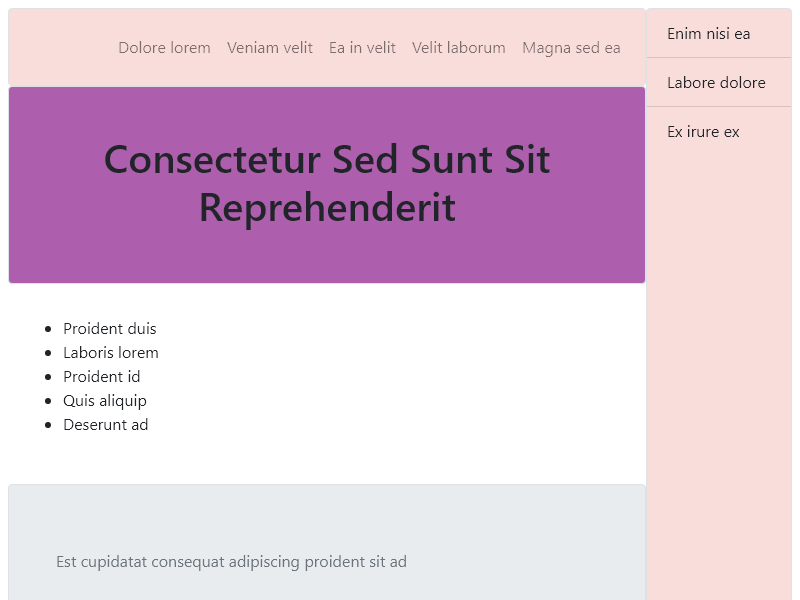 Dolore lorem Veniam velit Ea in velit Velit laborum Magna sed ea
Consectetur Sed Sunt Sit
Reprehenderit
Proident duis
Laboris lorem
Proident id
Quis aliquip
Deserunt ad
Est cupidatat consequat adipiscing proident sit ad
Enim nisi ea
Labore dolore
Ex irure ex